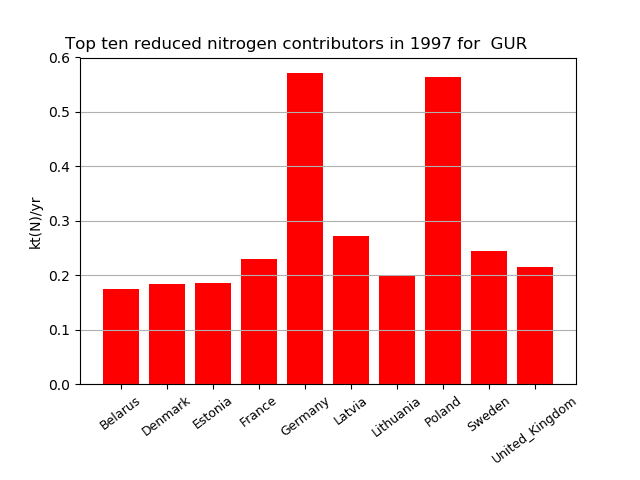 Top ten reduced nitrogen contributors in 1997 for  GUR
kt(N)/yr
0.6
0.5
0.4
0.3
0.2
0.1
0.0
Belarus
Denmark
Estonia
France
Germany
Latvia
Lithuania
Poland
Sweden
United_Kingdom